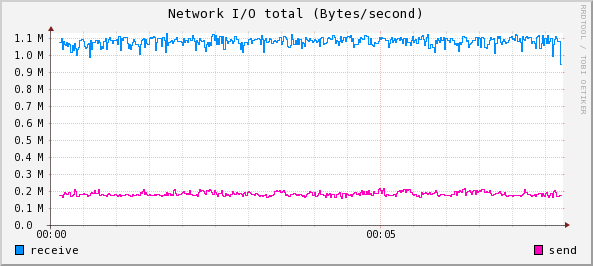 Network I/O total (Bytes/second)
RRDTOOL / TOBI OETIKER
1.1 M
1.0 M
0.9 M
0.8 M
0.7 M
0.6 M
0.5 M
0.4 M
0.3 M
0.2 M
0.1 M
0.0
00:00 00:05
receive send